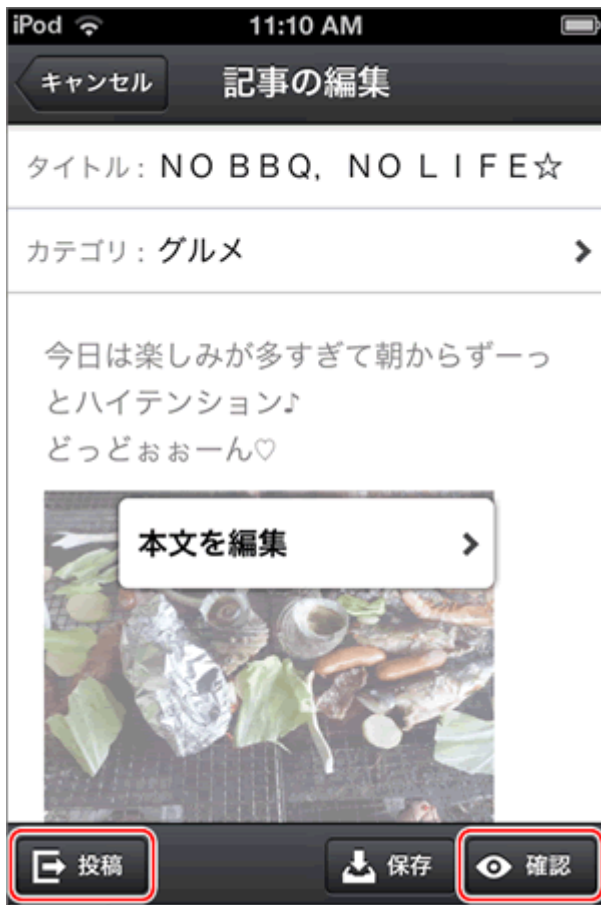 iPod 11:10 AM
キャンセル 記事の編集
タイトル: ＮＯ ＢＢＱ，ＮＯ ＬＩＦＥ☆
カテゴリ: グルメ
今日は楽しみが多すぎて朝からずーっ
とハイテンション♪
どっどぉぉーん♡
本文を編集
投稿 保存 確認